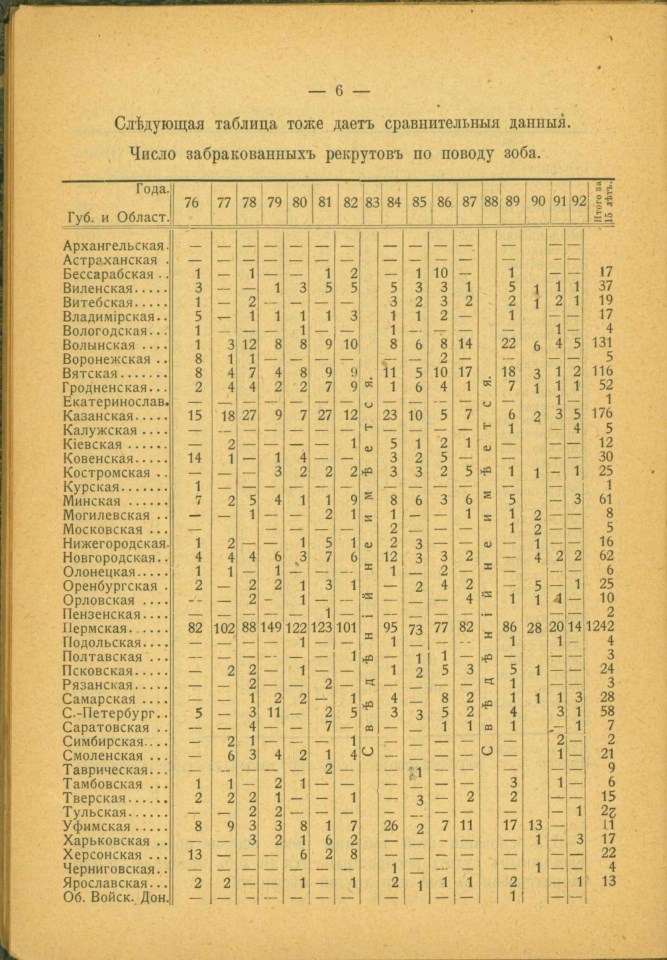 — 6 —
Слѣдующая таблица тоже даетъ сравнительныя данныя.
Число забракованныхъ рекрутовъ по поводу зоба.
Года. 76 77 78 79 80 81 82 83 84 85 86 87 88 89 90 91 92 Итого за 15 лѣтъ.
Губ. и Област.
Архангельская. — — — — — — — — — — — — — — —
Астраханская . — — — — — — — — — — — — — — —
Бессарабская .. 1 — 1 — — 1 2 — 1 10 — 1 — — — 17
Виленская..... 3 — — 1 3 5 5 5 3 3 1 5 1 1 1 37
Витебская .... 1 — 2 — — — — 3 2 3 2 2 1 2 1 19
Владимірская.. 5 — 1 1 1 1 3 1 1 2 — 1 — — — 17
Вологодская... 1 — — — 1 — — 1 — — — — — 1 — 4
Волынская .... 1 3 12 8 8 9 10 8 6 8 14 22 6 4 5 131
Воронежская .. 8 1 1 — — — — — — 2 — — — — — 5
Вятская....... 8 4 7 4 8 9 9 11 5 10 17 18 3 1 2 116
Гродненская... 2 4 4 2 2 7 9 1 6 4 1 7 1 1 1 52
Екатеринослав. — — — — — — — — — — — — — 1 — 1
Казанская..... 15 18 27 9 7 27 12 23 10 5 7 6 2 3 5 176
Калужская .... — — — — — — — — — — — 1 — — 4 5
Кіевская ..... — 2 — — — — 1 5 1 2 1 — — — — 12
Ковенская .... 14 1 — 1 4 — — 3 2 5 — — — — — 30
Костромская .. — — — 3 2 2 2 3 3 2 5 1 1 — 1 25
Курская....... 1 — — — — — — — — — — — — — — 1
Минская ...... 7 2 5 4 1 1 9 8 6 3 6 5 — — 3 61
Могилевская .. — — 1 — — 2 1 1 — — 1 1 2 — — 8
Московская ... — — — — — — — 2 — — — 1 2 — — 5
Нижегородская. 1 2 — — 1 5 1 2 3 — — — 1 — — 16
Новгородская.. 4 4 4 6 3 7 6 12 3 3 2 — 4 2 2 62
Олонецкая..... 1 1 — 1 — — — 1 — 2 — — — — — 6
Оренбургская . 2 — 2 2 1 3 1 — 2 4 2 — 5 — 1 25
Орловская .... — — 2 — 1 — — — — — 4 1 1 1 — 10
Пензенская.... — — — — — 1 — — — — — — — — — 2
Пермская...... 82 102 88 149 122 123 101 95 73 77 82 86 28 20 14 1242
Подольская.... — — — — 1 — — 1 — — — 1 — 1 — 4
Полтавская ... — — — — — — 1 — 1 1 — — — — — 3
Псковская .... — 2 2 — 1 — — 1 2 5 3 5 1 — — 24
Рязанская..... — — 2 — — 2 — — — — — 1 — — — 3
Самарская .... — — 1 2 2 — 1 4 — 8 2 1 1 1 3 28
С.-Петербург.. 5 — 3 11 — 2 5 3 3 5 2 4 — 3 1 58
Саратовская .. — — 4 — — 7 — — — 1 1 1 — — 1 7
Симбирская.... — 2 1 — — — 1 — — — — — — 2 — 2
Смоленская ... — 6 3 4 2 1 4 — — — — — — 1 — 21
Таврическая... — — — — — 2 — — 1 — — — — — — 9
Тамбовская ... 1 1 — 2 1 — — — — — — 3 — 1 — 6
Тверская...... 2 2 2 1 — — 1 — 3 — 2 2 — — — 15
Тульская...... — — 2 2 — — — — — — — — — — 1
Уфимская ..... 8 9 3 3 8 1 7 26 2 7 11 17 13 — — 11
Харьковская .. — — 3 2 1 6 2 — — — — — 1 — 3 17
Херсонская ... 13 — — — 6 2 8 — — — — — — — — 22
Черниговская.. — — — — — — — 1 — — — — 1 — — 4
Ярославская... 2 2 — — 1 — 1 2 1 1 1 2 — — 1 13
Об. Войск. Дон. — — — — — — — — — — — 1 — — —
Свѣдѣній не имѣется.
Свѣдѣній не имѣется.